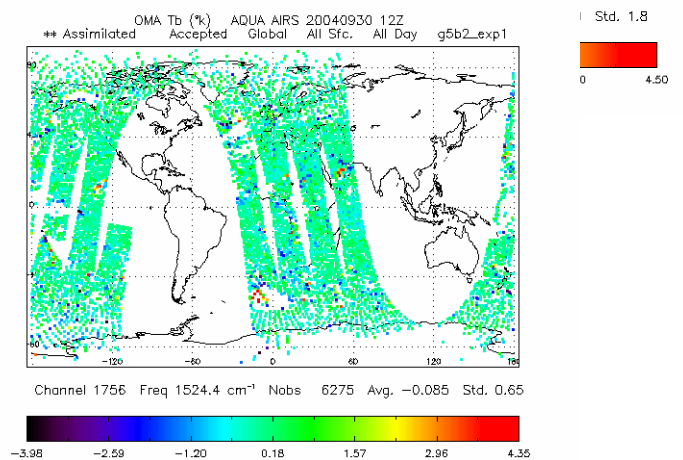 OMA Tb (°k) AQUA AIRS 20040930 12Z
** Assimilated Accepted Global All Sfc. All Day g5b2_exp1
Std. 1.8
4.50
0
-120 -60 0 60 120 180
Channel 1756 Freq 1524.4 cm⁻¹ Nobs 6275 Avg. -0.085 Std. 0.65
-3.98 -2.59 -1.20 0.18 1.57 2.96 4.35